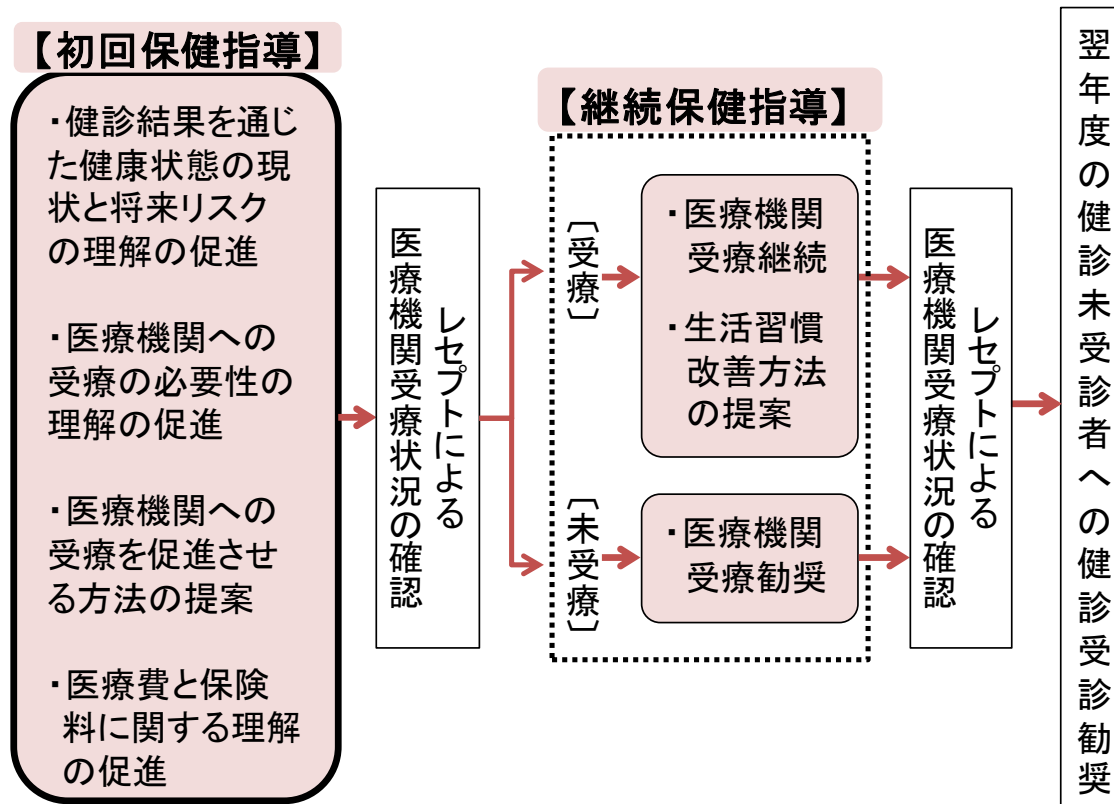 【初回保健指導】
・健診結果を通じ
た健康状態の現
状と将来リスク
の理解の促進
・医療機関への
受療の必要性の
理解の促進
・医療機関への
受療を促進させ
る方法の提案
・医療費と保険
料に関する理解
の促進
レセプトによる
医療機関受療状況の確認
【継続保健指導】
〔受療〕
・医療機関
受療継続
・生活習慣
改善方法
の提案
〔未受療〕
・医療機関
受療勧奨
レセプトによる
医療機関受療状況の確認
翌年度の健診未受診者への健診受診勧奨